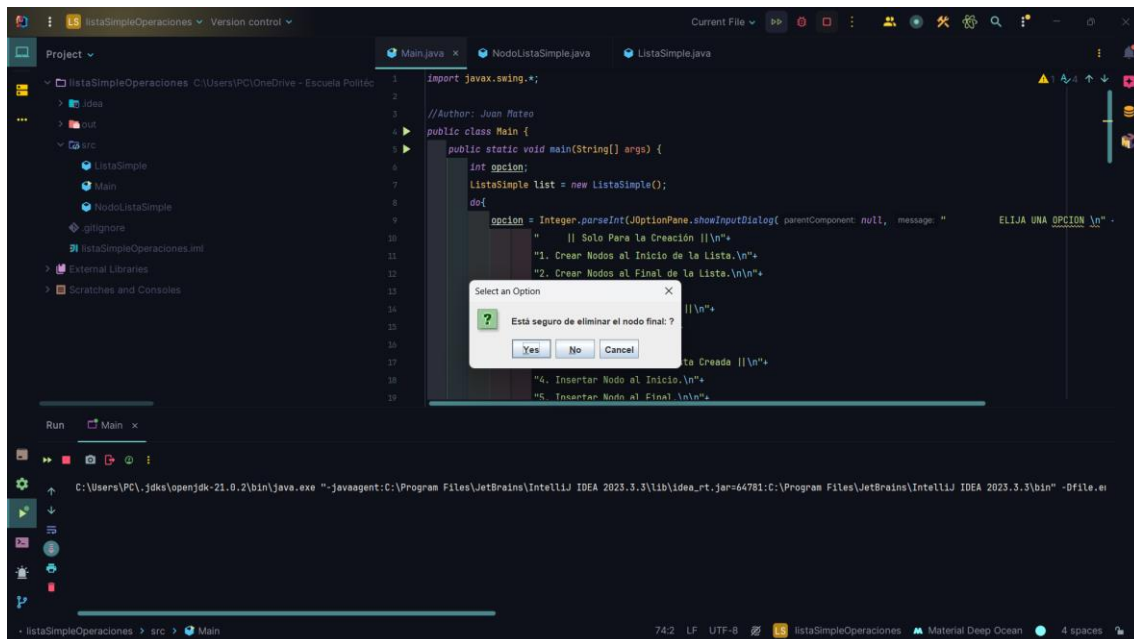 LS listaSimpleOperaciones Version control Current File
Project
Main.java NodoListaSimple.java ListaSimple.java
listaSimpleOperaciones C:\Users\PC\OneDrive - Escuela Politéc
.idea
out
src
ListaSimple
Main
NodoListaSimple
.gitignore
listaSimpleOperaciones.iml
External Libraries
Scratches and Consoles
1 import javax.swing.*;
2
3 //Author: Juan Mateo
4 public class Main {
5 public static void main(String[] args) {
6 int opcion;
7 ListaSimple list = new ListaSimple();
8 do{
9 opcion = Integer.parseInt(JOptionPane.showInputDialog( parentComponent: null, message: " ELIJA UNA OPCION \n"
10 " || Solo Para la Creación ||\n"+
11 "1. Crear Nodos al Inicio de la Lista.\n"+
12 "2. Crear Nodos al Final de la Lista.\n\n"+
13
14 ||\n"+
15
16
17 ta Creada ||\n"+
18 "4. Insertar Nodo al Inicio.\n"+
19 "5. Insertar Nodo al Final.\n\n"+
1 4
Select an Option
Está seguro de eliminar el nodo final: ?
Yes No Cancel
Run Main
C:\Users\PC\.jdks\openjdk-21.0.2\bin\java.exe "-javaagent:C:\Program Files\JetBrains\IntelliJ IDEA 2023.3.3\lib\idea_rt.jar=64781:C:\Program Files\JetBrains\IntelliJ IDEA 2023.3.3\bin" -Dfile.en
listaSimpleOperaciones > src > Main
74:2 LF UTF-8 LS listaSimpleOperaciones Material Deep Ocean 4 spaces